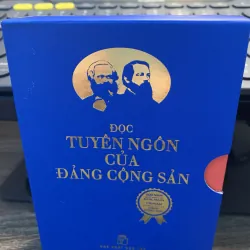 ĐỌC
TUYÊN NGÔN
CỦA
ĐẢNG CỘNG SẢN